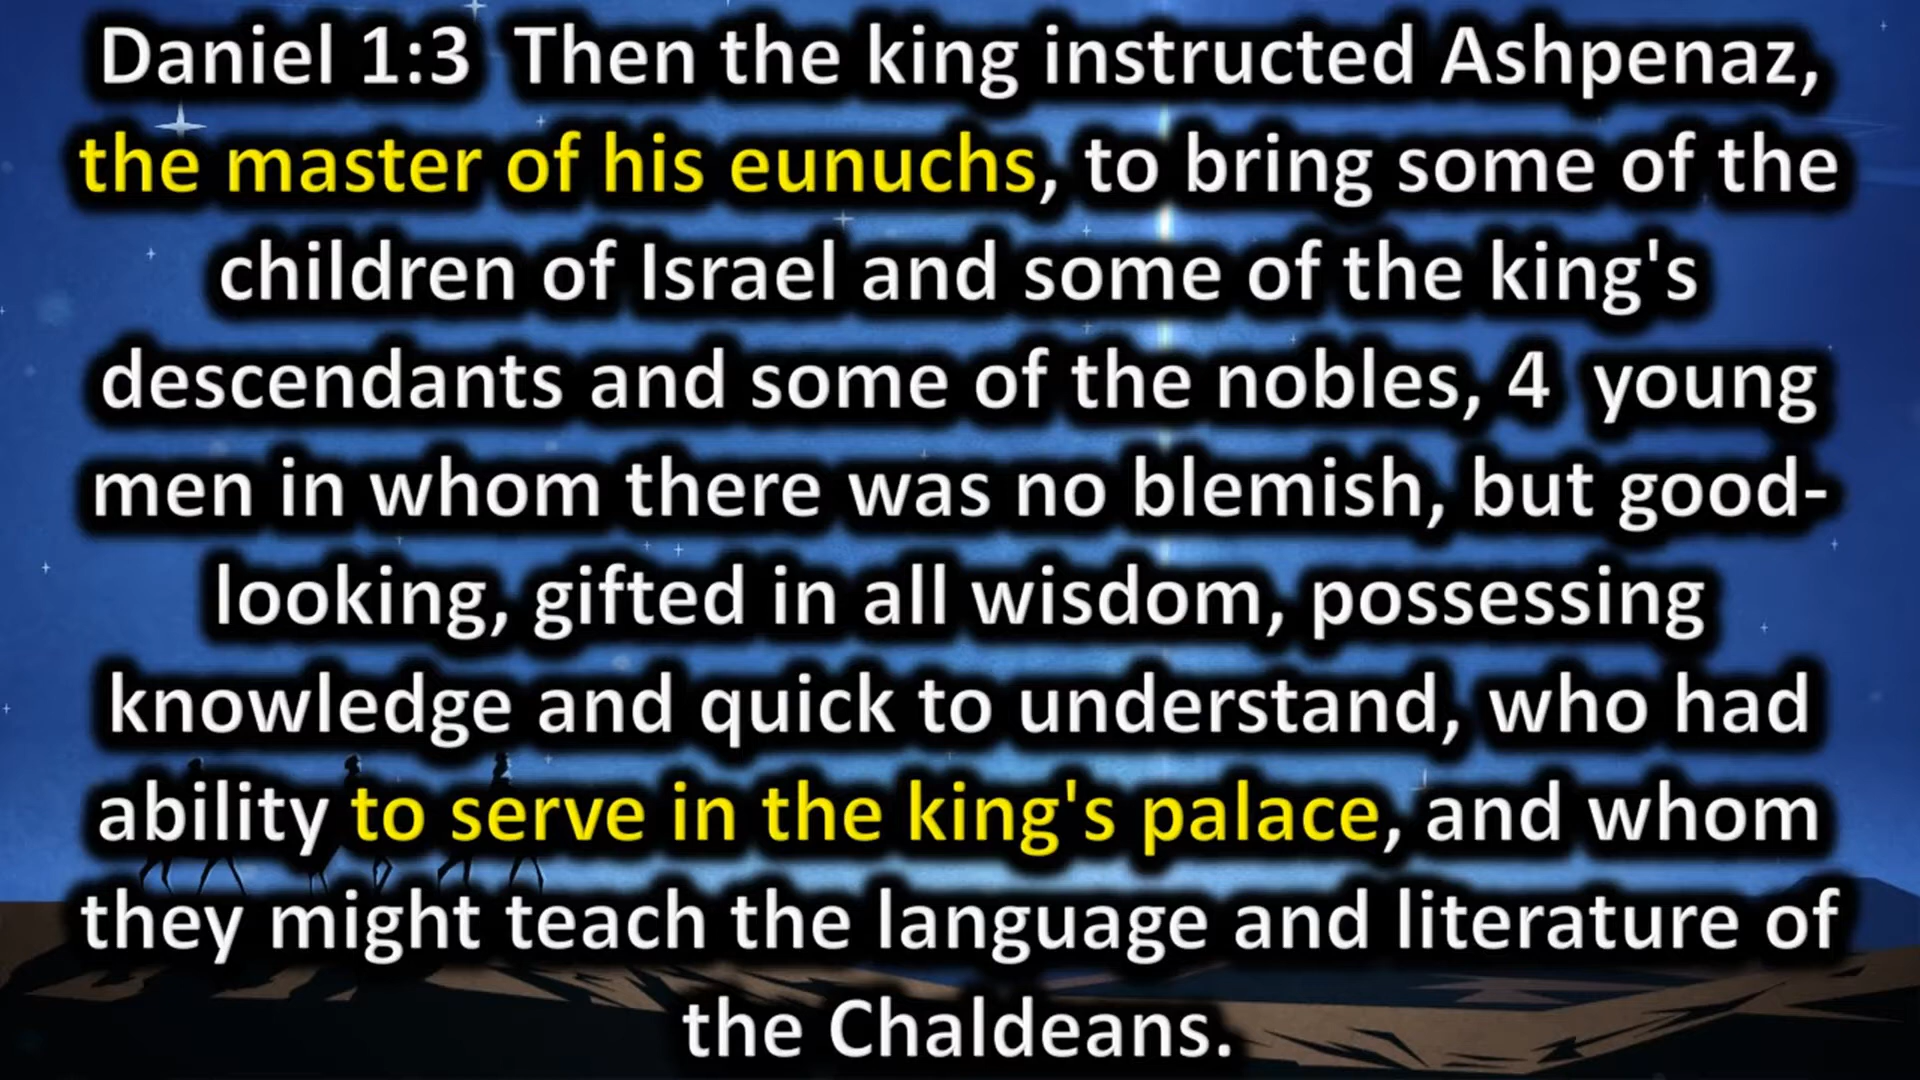 Daniel 1:3  Then the king instructed Ashpenaz,
the master of his eunuchs, to bring some of the
children of Israel and some of the king's
descendants and some of the nobles, 4  young
men in whom there was no blemish, but good-
looking, gifted in all wisdom, possessing
knowledge and quick to understand, who had
ability to serve in the king's palace, and whom
they might teach the language and literature of
the Chaldeans.